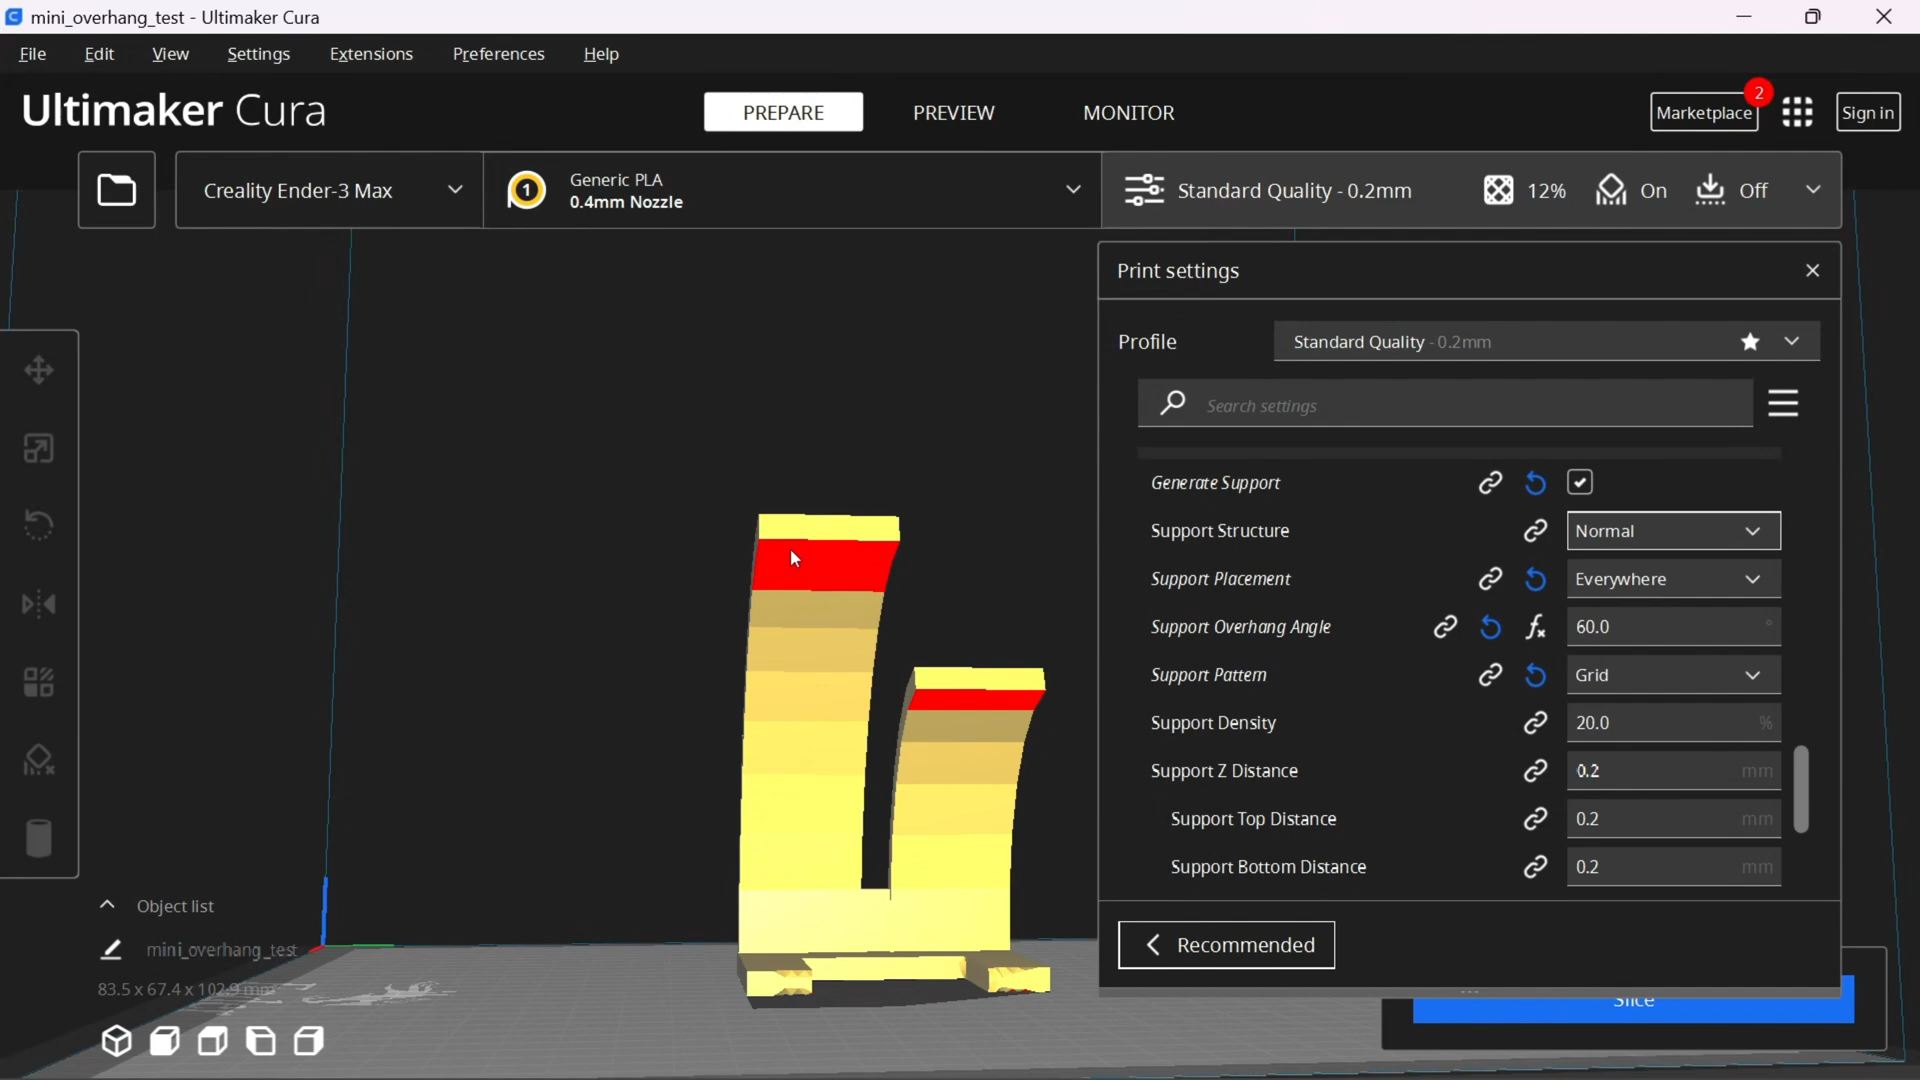 mini_overhang_test - Ultimaker Cura
File Edit View Settings Extensions Preferences Help
Ultimaker Cura
PREPARE PREVIEW MONITOR
Marketplace 2
Sign in
Creality Ender-3 Max
1 Generic PLA
0.4mm Nozzle
Standard Quality - 0.2mm 12% On Off
Print settings
Profile Standard Quality - 0.2mm
Search settings
Generate Support
Support Structure Normal
Support Placement Everywhere
Support Overhang Angle fx 60.0 °
Support Pattern Grid
Support Density 20.0 %
Support Z Distance 0.2 mm
Support Top Distance 0.2 mm
Support Bottom Distance 0.2 mm
Recommended
Slice
Object list
mini_overhang_test
83.5 x 67.4 x 102.9 mm